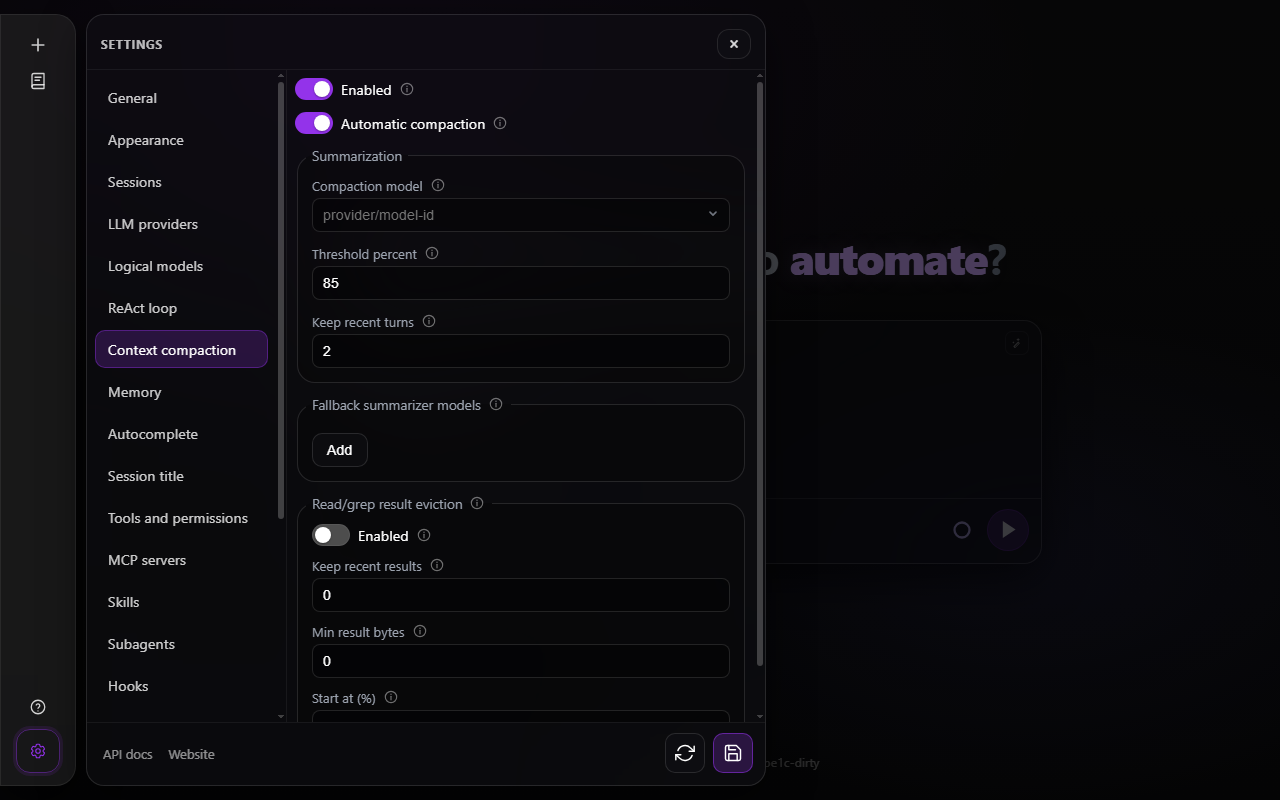 SETTINGS
General
Appearance
Sessions
LLM providers
Logical models
ReAct loop
Context compaction
Memory
Autocomplete
Session title
Tools and permissions
MCP servers
Skills
Subagents
Hooks
Enabled
Automatic compaction
Summarization
Compaction model
provider/model-id
Threshold percent
85
Keep recent turns
2
Fallback summarizer models
Add
Read/grep result eviction
Enabled
Keep recent results
0
Min result bytes
0
Start at (%)
API docs
Website
automate?